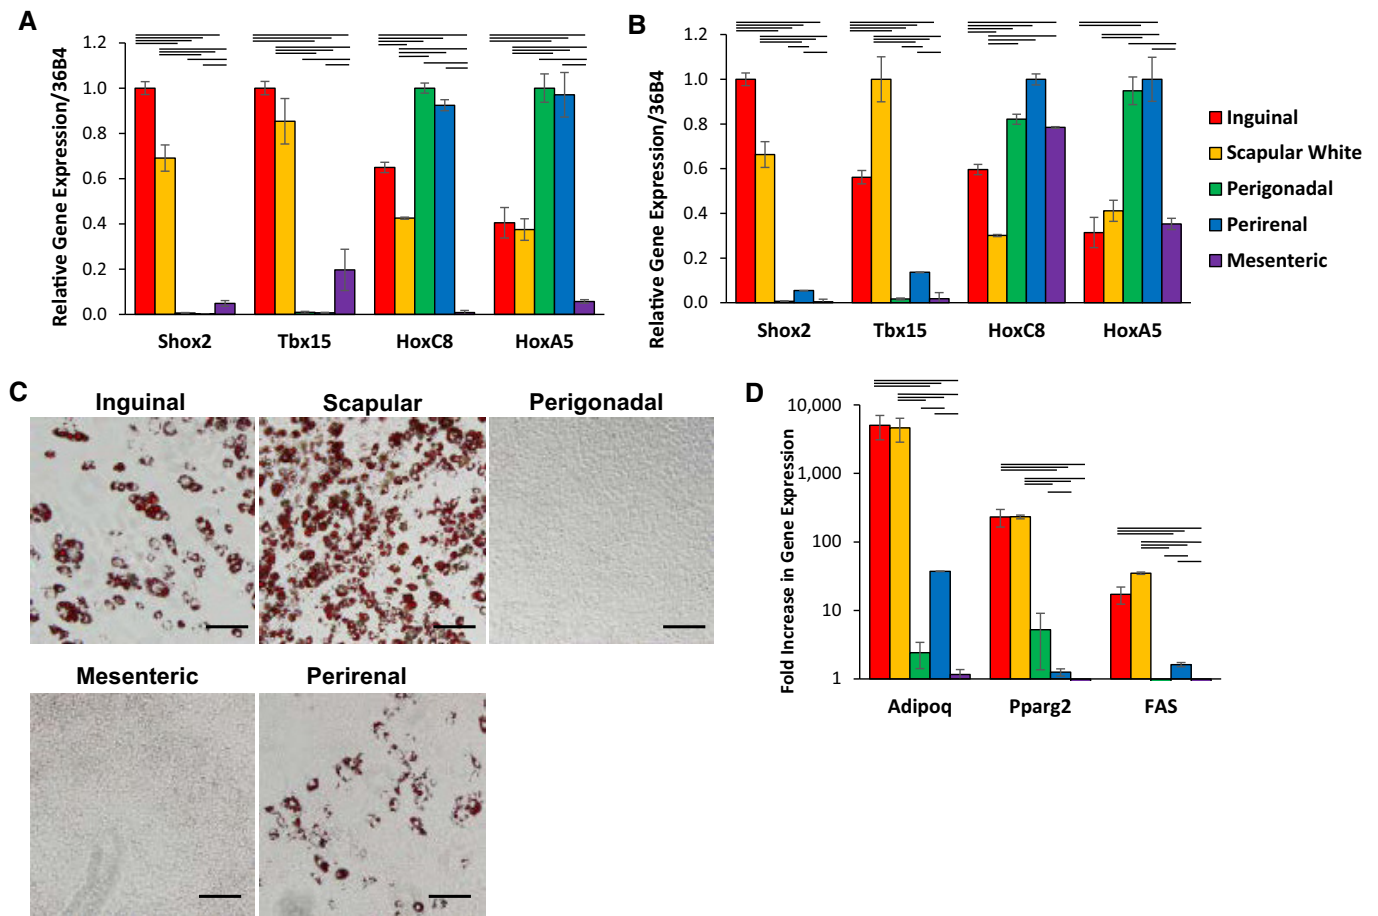 A
Relative Gene Expression/36B4
1.2
1.0
0.8
0.6
0.4
0.2
0.0
Shox2 Tbx15 HoxC8 HoxA5
B
Relative Gene Expression/36B4
1.2
1.0
0.8
0.6
0.4
0.2
0.0
Shox2 Tbx15 HoxC8 HoxA5
Inguinal
Scapular White
Perigonadal
Perirenal
Mesenteric
C
Inguinal Scapular Perigonadal
Mesenteric Perirenal
D
Fold Increase in Gene Expression
10,000
1,000
100
10
1
Adipoq Pparg2 FAS